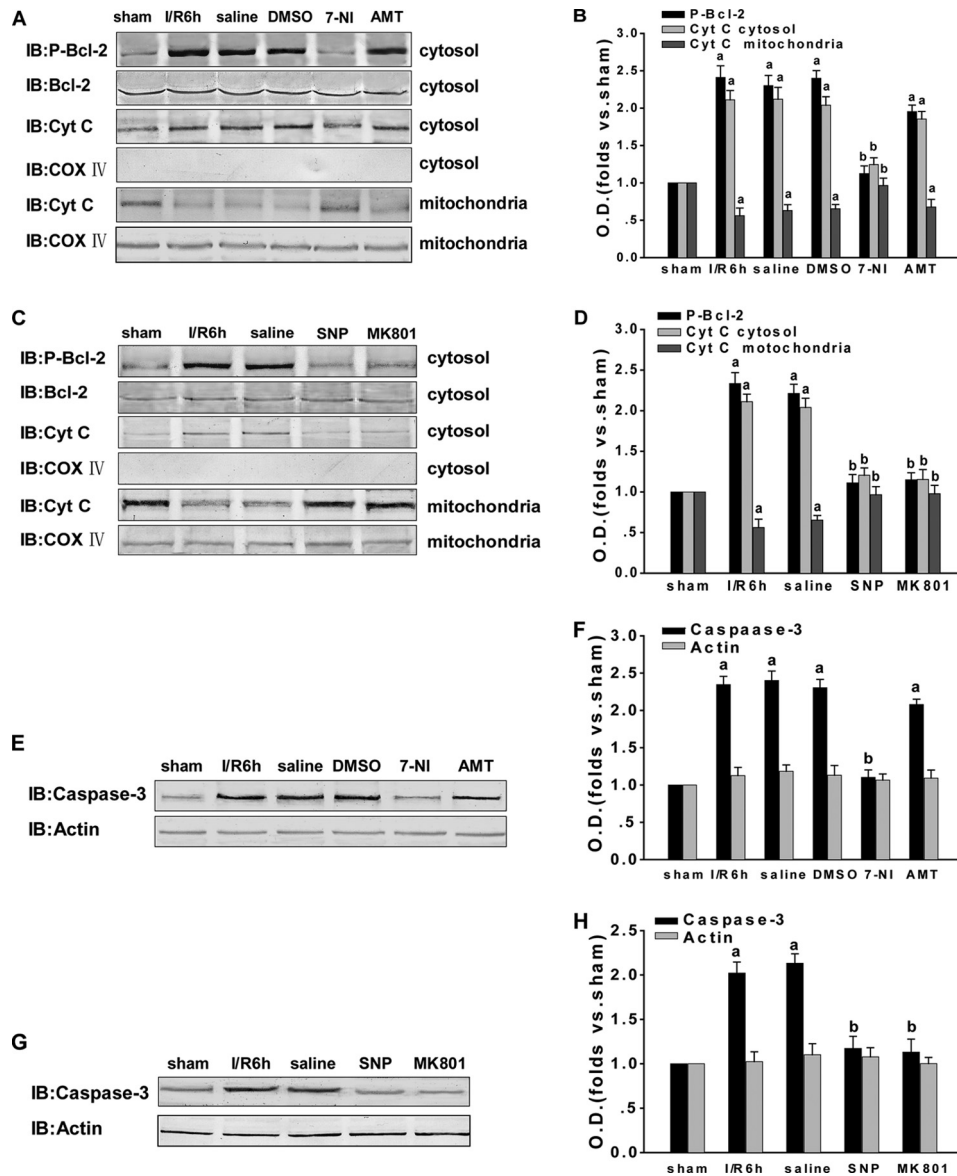 A
sham I/R6h saline DMSO 7-NI AMT
IB:P-Bcl-2 cytosol
IB:Bcl-2 cytosol
IB:Cyt C cytosol
IB:COX Ⅳ cytosol
IB:Cyt C mitochondria
IB:COX Ⅳ mitochondria
B
P-Bcl-2
Cyt C cytosol
Cyt C mitochondria
O.D.(folds vs.sham)
3.0
2.5
2.0
1.5
1.0
.5
0.0
a a a a a a a a a b b b a a a
sham I/R6h saline DMSO 7-NI AMT
C
sham I/R6h saline SNP MK801
IB:P-Bcl-2 cytosol
IB:Bcl-2 cytosol
IB:Cyt C cytosol
IB:COX Ⅳ cytosol
IB:Cyt C mitochondria
IB:COX Ⅳ mitochondria
D
P-Bcl-2
Cyt C cytosol
Cyt C motochondria
O.D.(folds vs.sham)
3.0
2.5
2.0
1.5
1.0
.5
0.0
a a a a a a b b b b b b
sham I/R6h saline SNP MK801
E
sham I/R6h saline DMSO 7-NI AMT
IB:Caspase-3
IB:Actin
F
Caspaase-3
Actin
O.D.(folds vs.sham)
3.0
2.5
2.0
1.5
1.0
.5
0.0
a a a b a
sham I/R6h saline DMSO 7-NI AMT
G
sham I/R6h saline SNP MK801
IB:Caspase-3
IB:Actin
H
Caspase-3
Actin
O.D.(folds vs.sham)
3.0
2.5
2.0
1.5
1.0
.5
0.0
a a b b
sham I/R6h saline SNP MK801